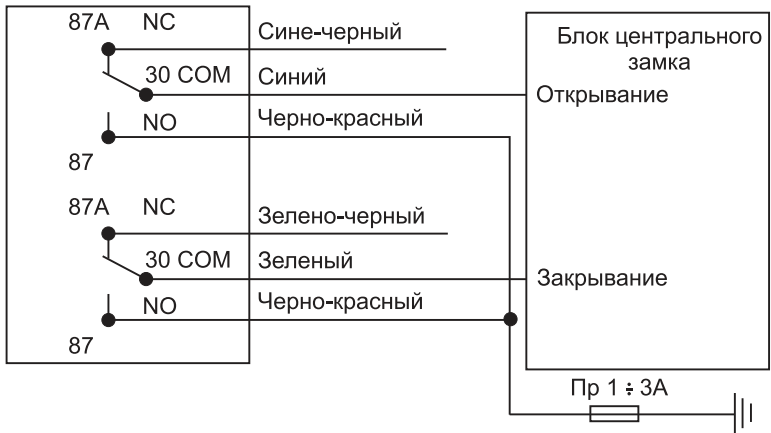 87A NC
Сине-черный
30 COM
Синий
NO
Черно-красный
87
87A NC
Зелено-черный
30 COM
Зеленый
NO
Черно-красный
87
Блок центрального
замка
Открывание
Закрывание
Пр 1 ÷ 3А